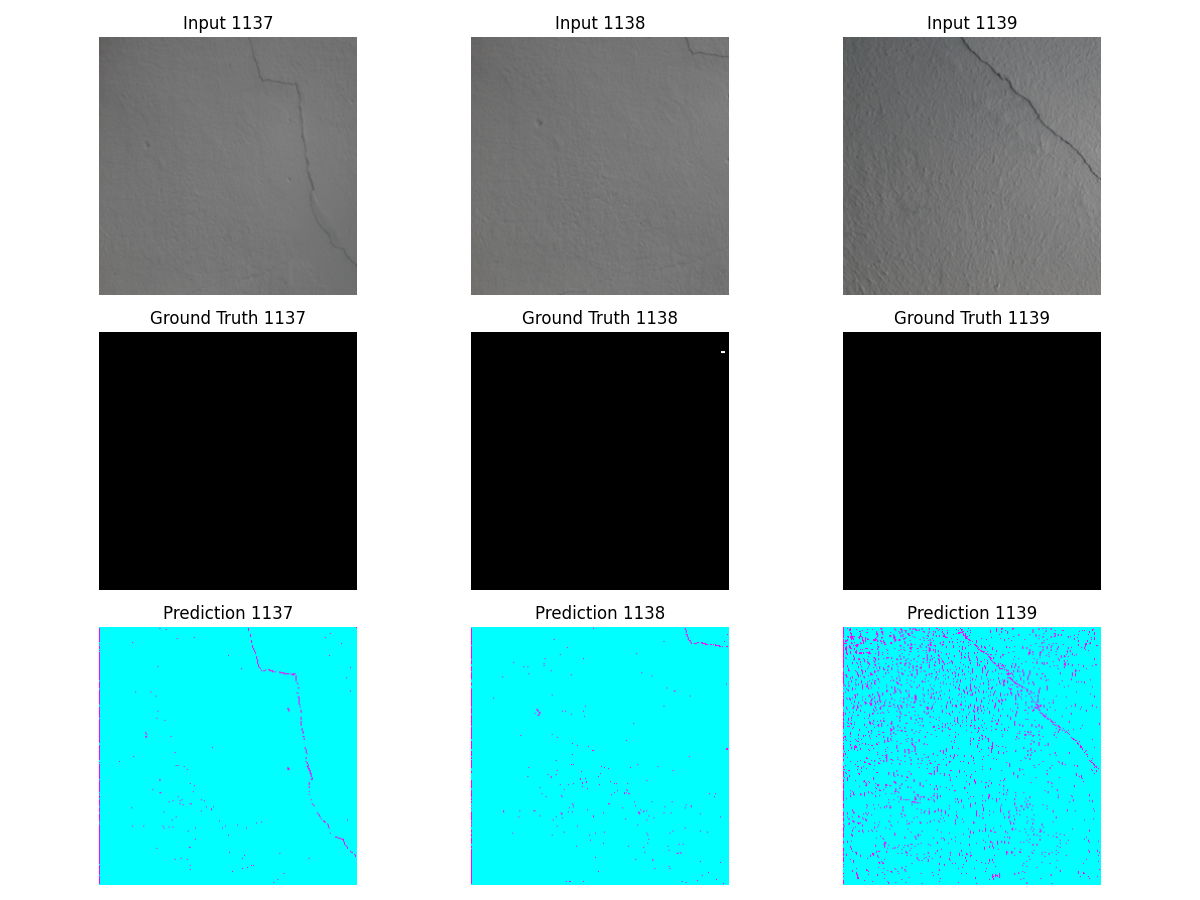 Input 1137
Input 1138
Input 1139
Ground Truth 1137
Ground Truth 1138
Ground Truth 1139
Prediction 1137
Prediction 1138
Prediction 1139